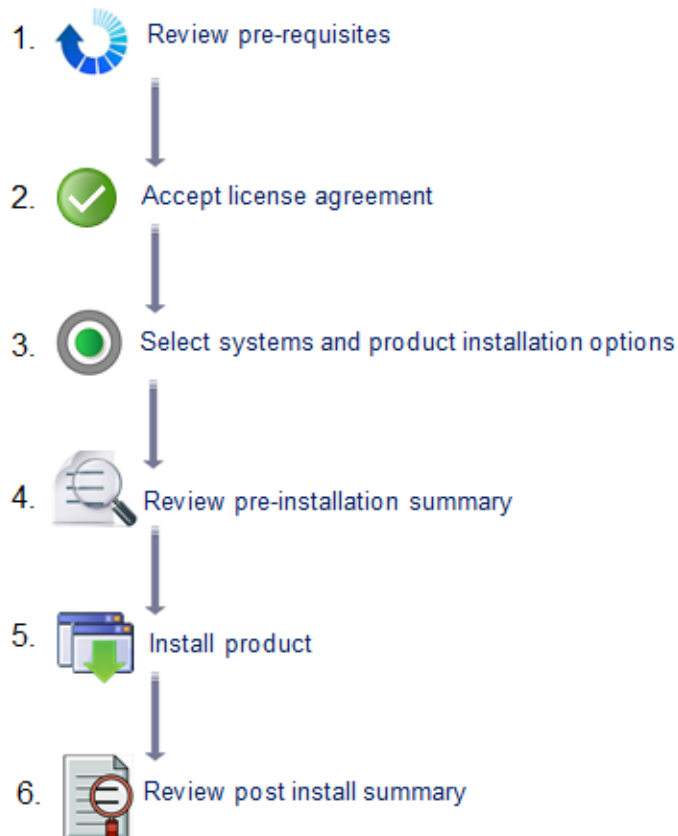 1. Review pre-requisites
2. Accept license agreement
3. Select systems and product installation options
4. Review pre-installation summary
5. Install product
6. Review post install summary